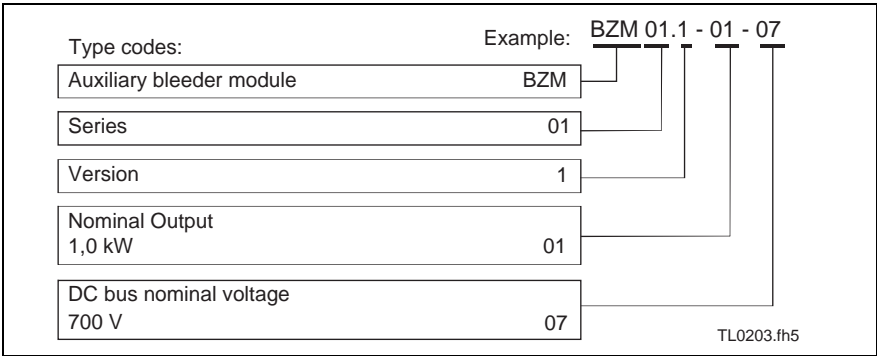 Type codes: Example: BZM 01.1 - 01 - 07
Auxiliary bleeder module BZM
Series 01
Version 1
Nominal Output
1,0 kW 01
DC bus nominal voltage
700 V 07
TL0203.fh5